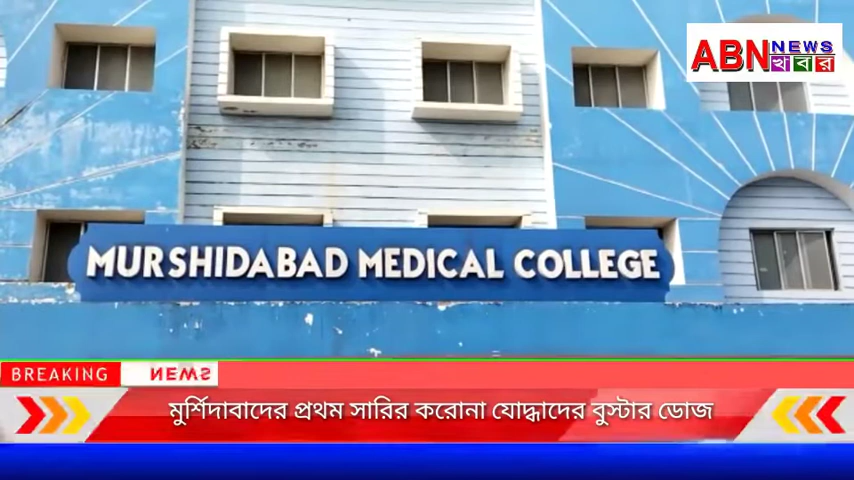 ABN NEWS
খবর
MURSHIDABAD MEDICAL COLLEGE
BREAKING NEWS
মুর্শিদাবাদের প্রথম সারির করোনা যোদ্ধাদের বুস্টার ডোজ